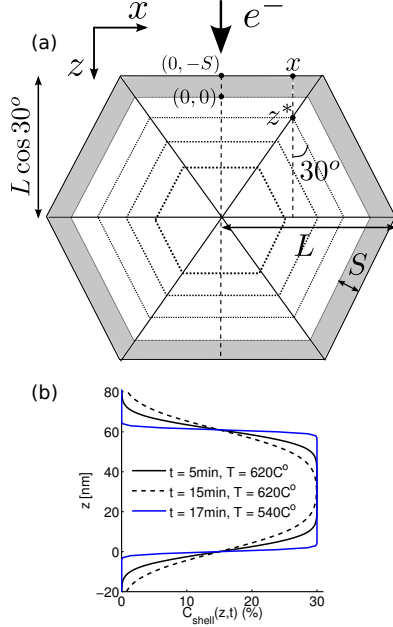 (a)
x
e⁻
z
(0, −S)
x
(0, 0)
z*
30°
L cos 30°
L
S
(b)
80
60
40
20
0
−20
z [nm]
t = 5min, T = 620C°
t = 15min, T = 620C°
t = 17min, T = 540C°
0
10
20
30
C_shell(z,t) (%)